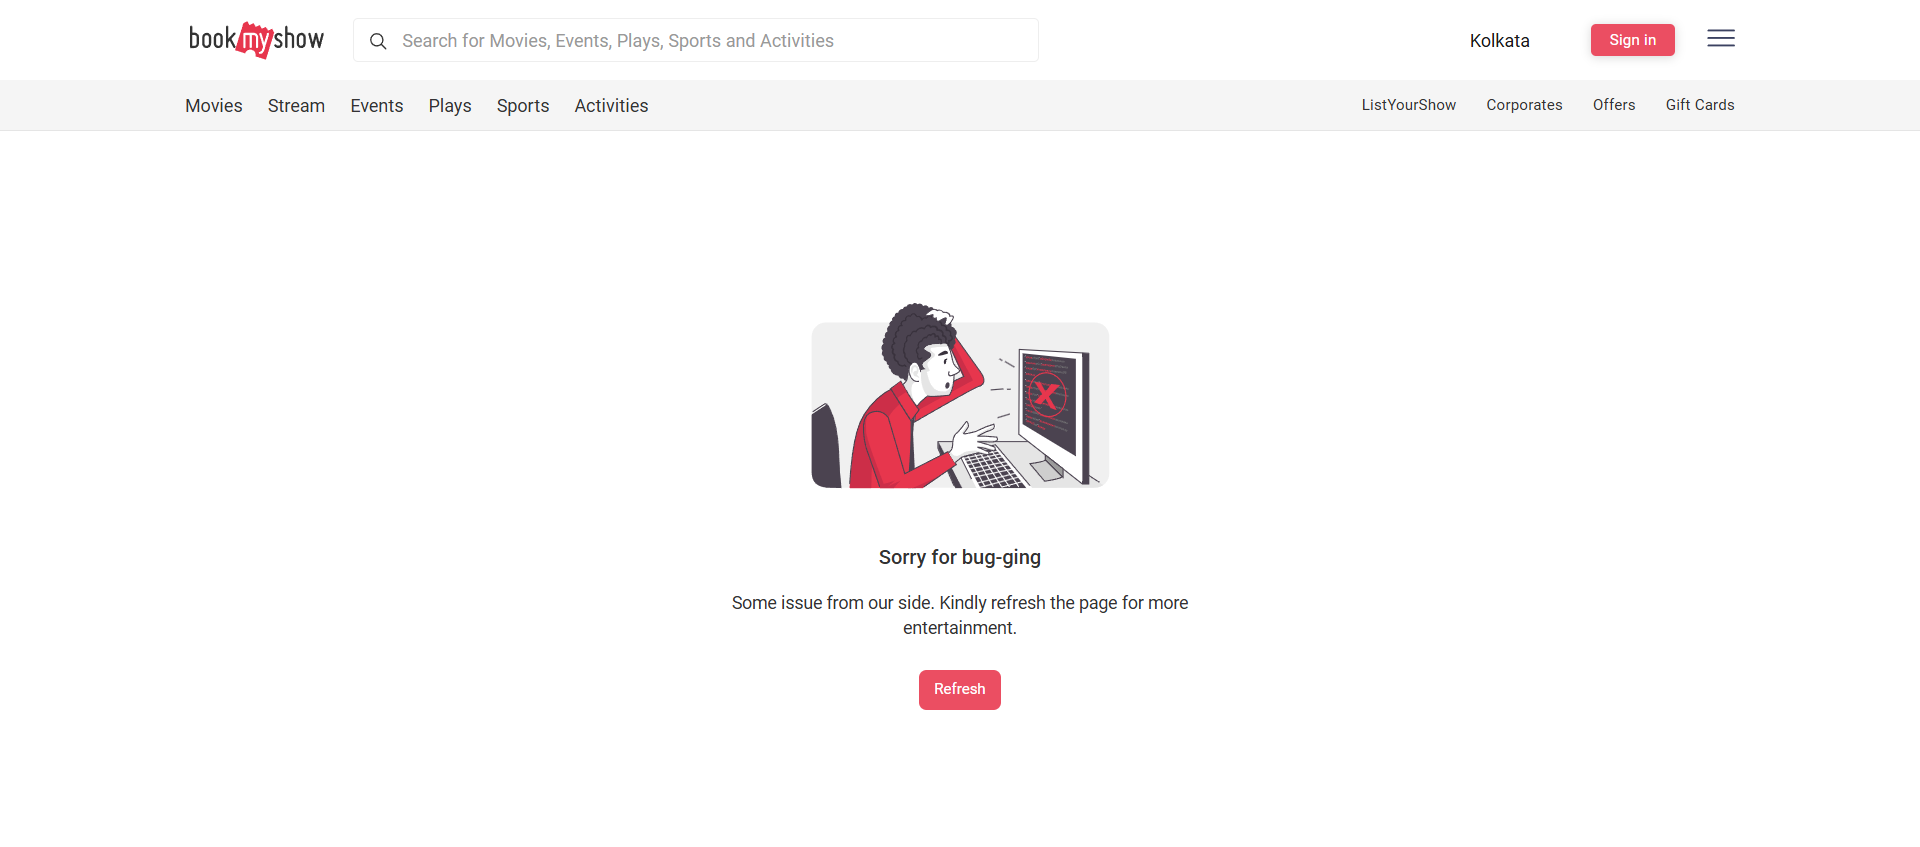 bookmyshow
Search for Movies, Events, Plays, Sports and Activities
Kolkata
Sign in
Movies
Stream
Events
Plays
Sports
Activities
ListYourShow
Corporates
Offers
Gift Cards
X
Sorry for bug-ging
Some issue from our side. Kindly refresh the page for more
entertainment.
Refresh